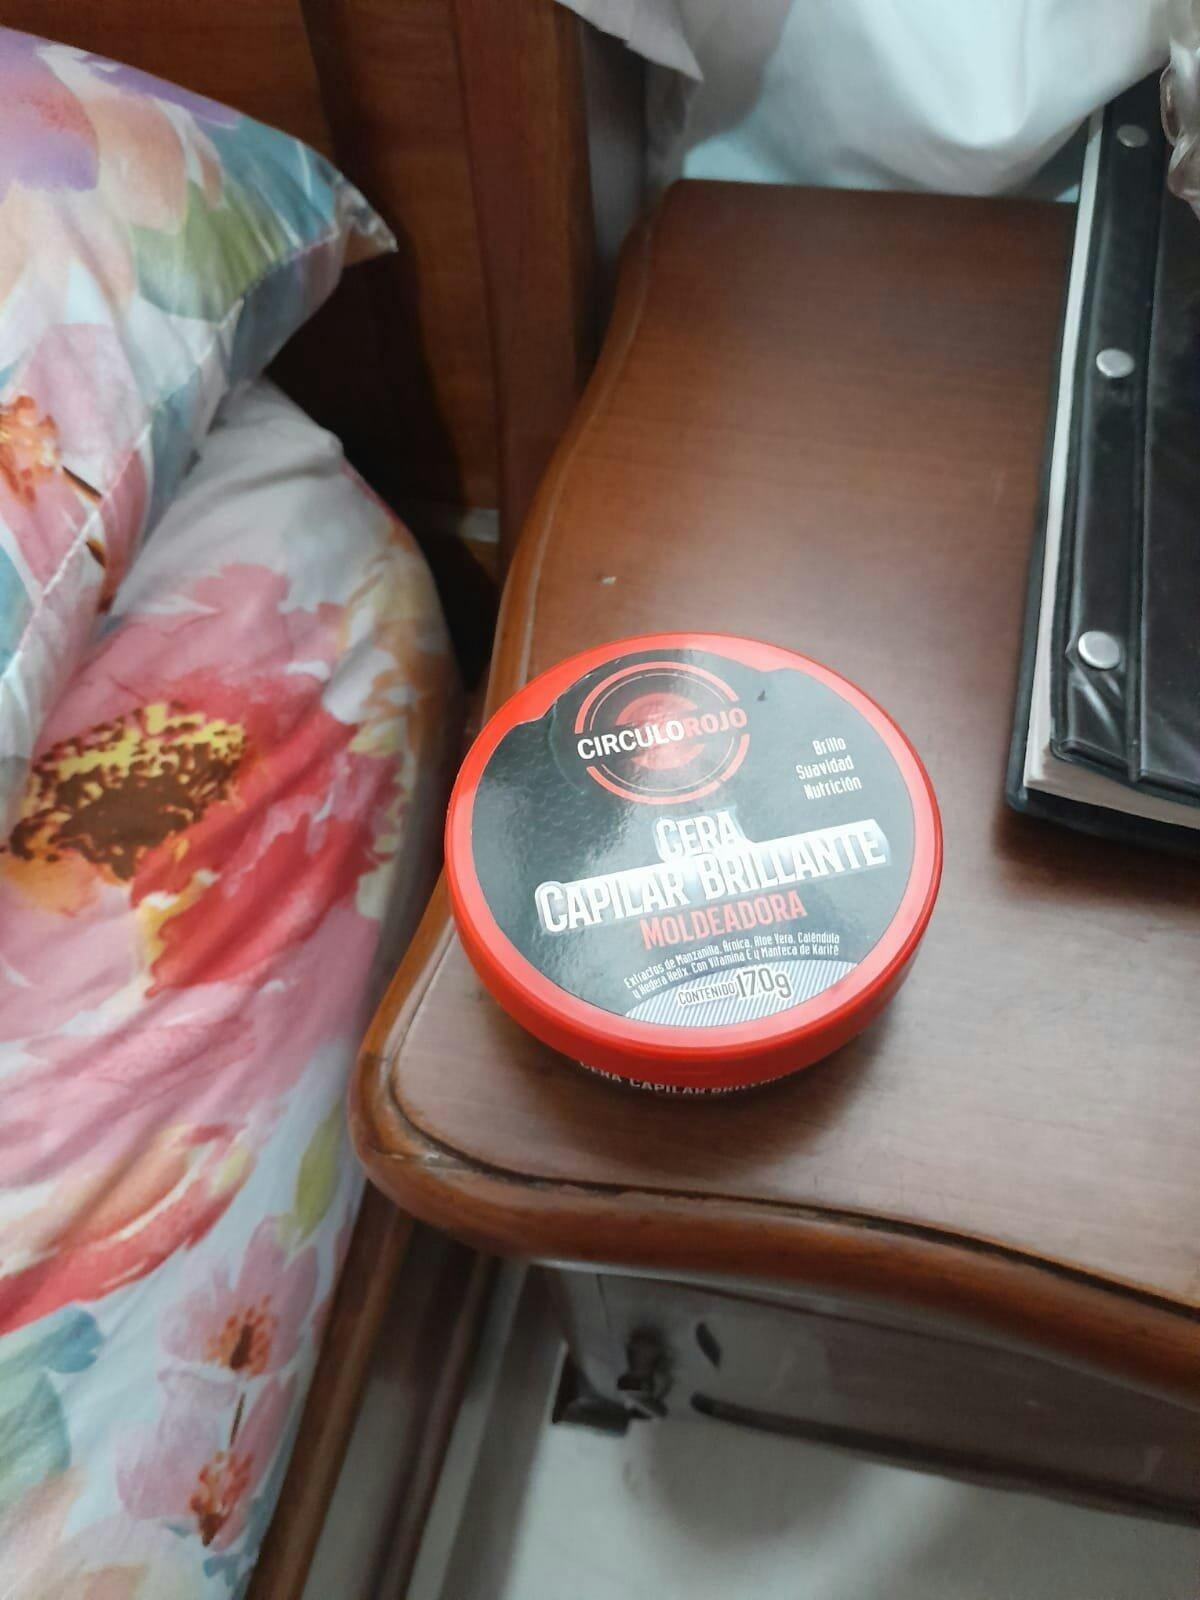 CIRCULOROJO
Brillo
Suavidad
Nutrición
CERA
CAPILAR BRILLANTE
MOLDEADORA
Extractos de Manzanilla, Árnica, Aloe Vera, Caléndula
y Hedera Helix. Con Vitamina E y Manteca de Karité
CONTENIDO 170g
CERA CAPILAR